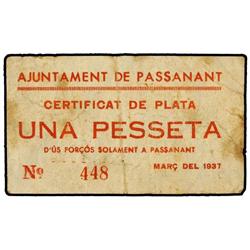 AJUNTAMENT DE PASSANANT
CERTIFICAT DE PLATA
UNA PESSETA
D'ÚS FORÇÓS SOLAMENT A PASSANANT
Nº 448 MARÇ DEL 1937